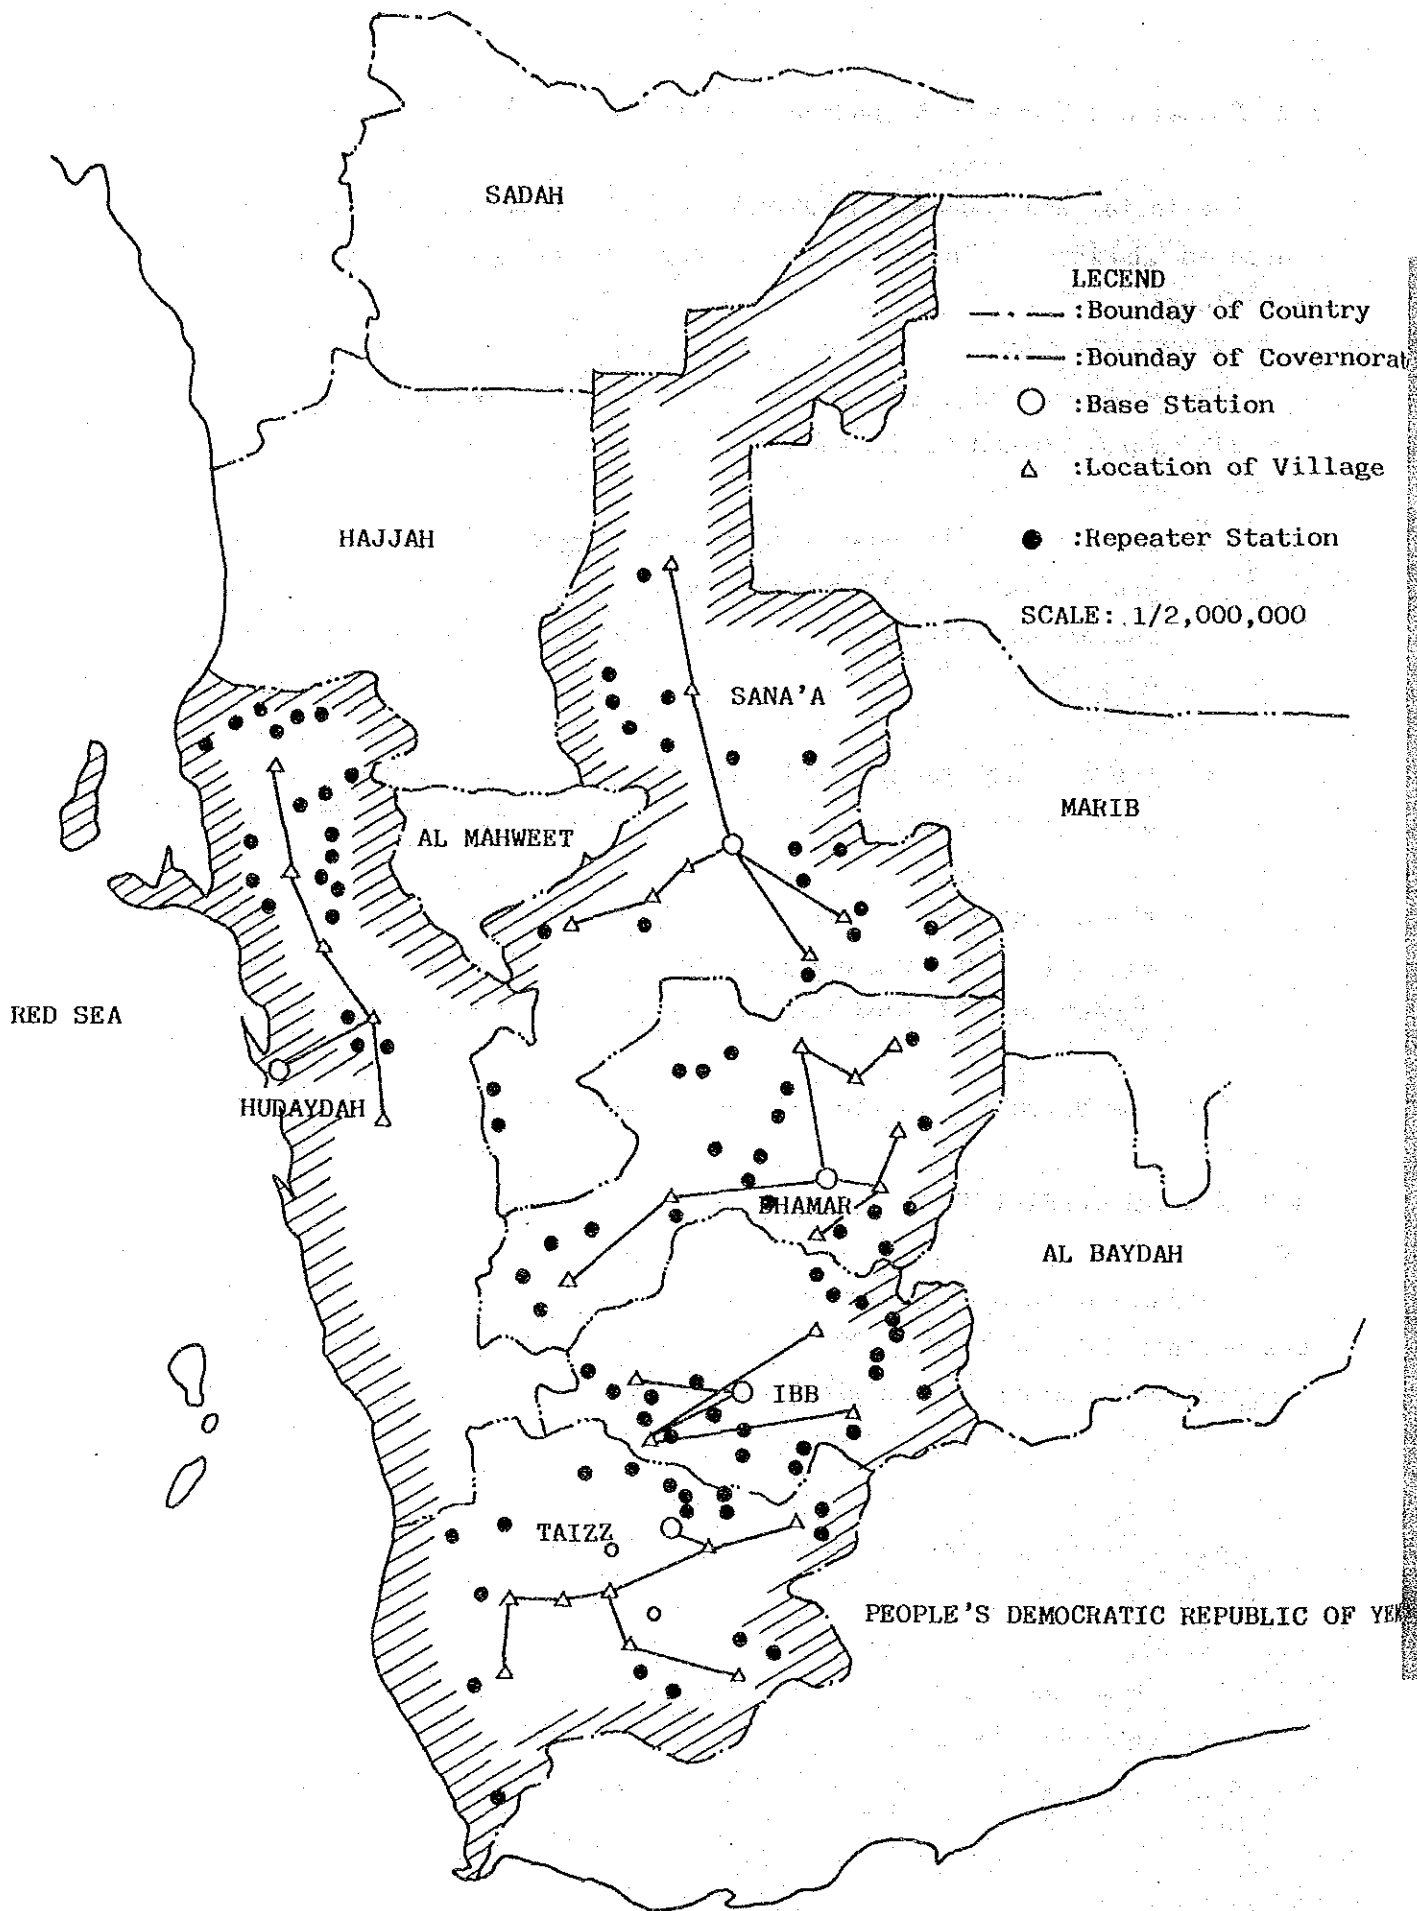 SADAH
LECEND
:Bounday of Country
:Bounday of Covernorat
:Base Station
:Location of Village
HAJJAH
:Repeater Station
SCALE: 1/2,000,000
SANA'A
MARIB
AL MAHWEET
RED SEA
HUDAYDAH
DHAMAR
AL BAYDAH
IBB
TAIZZ
PEOPLE'S DEMOCRATIC REPUBLIC OF YE